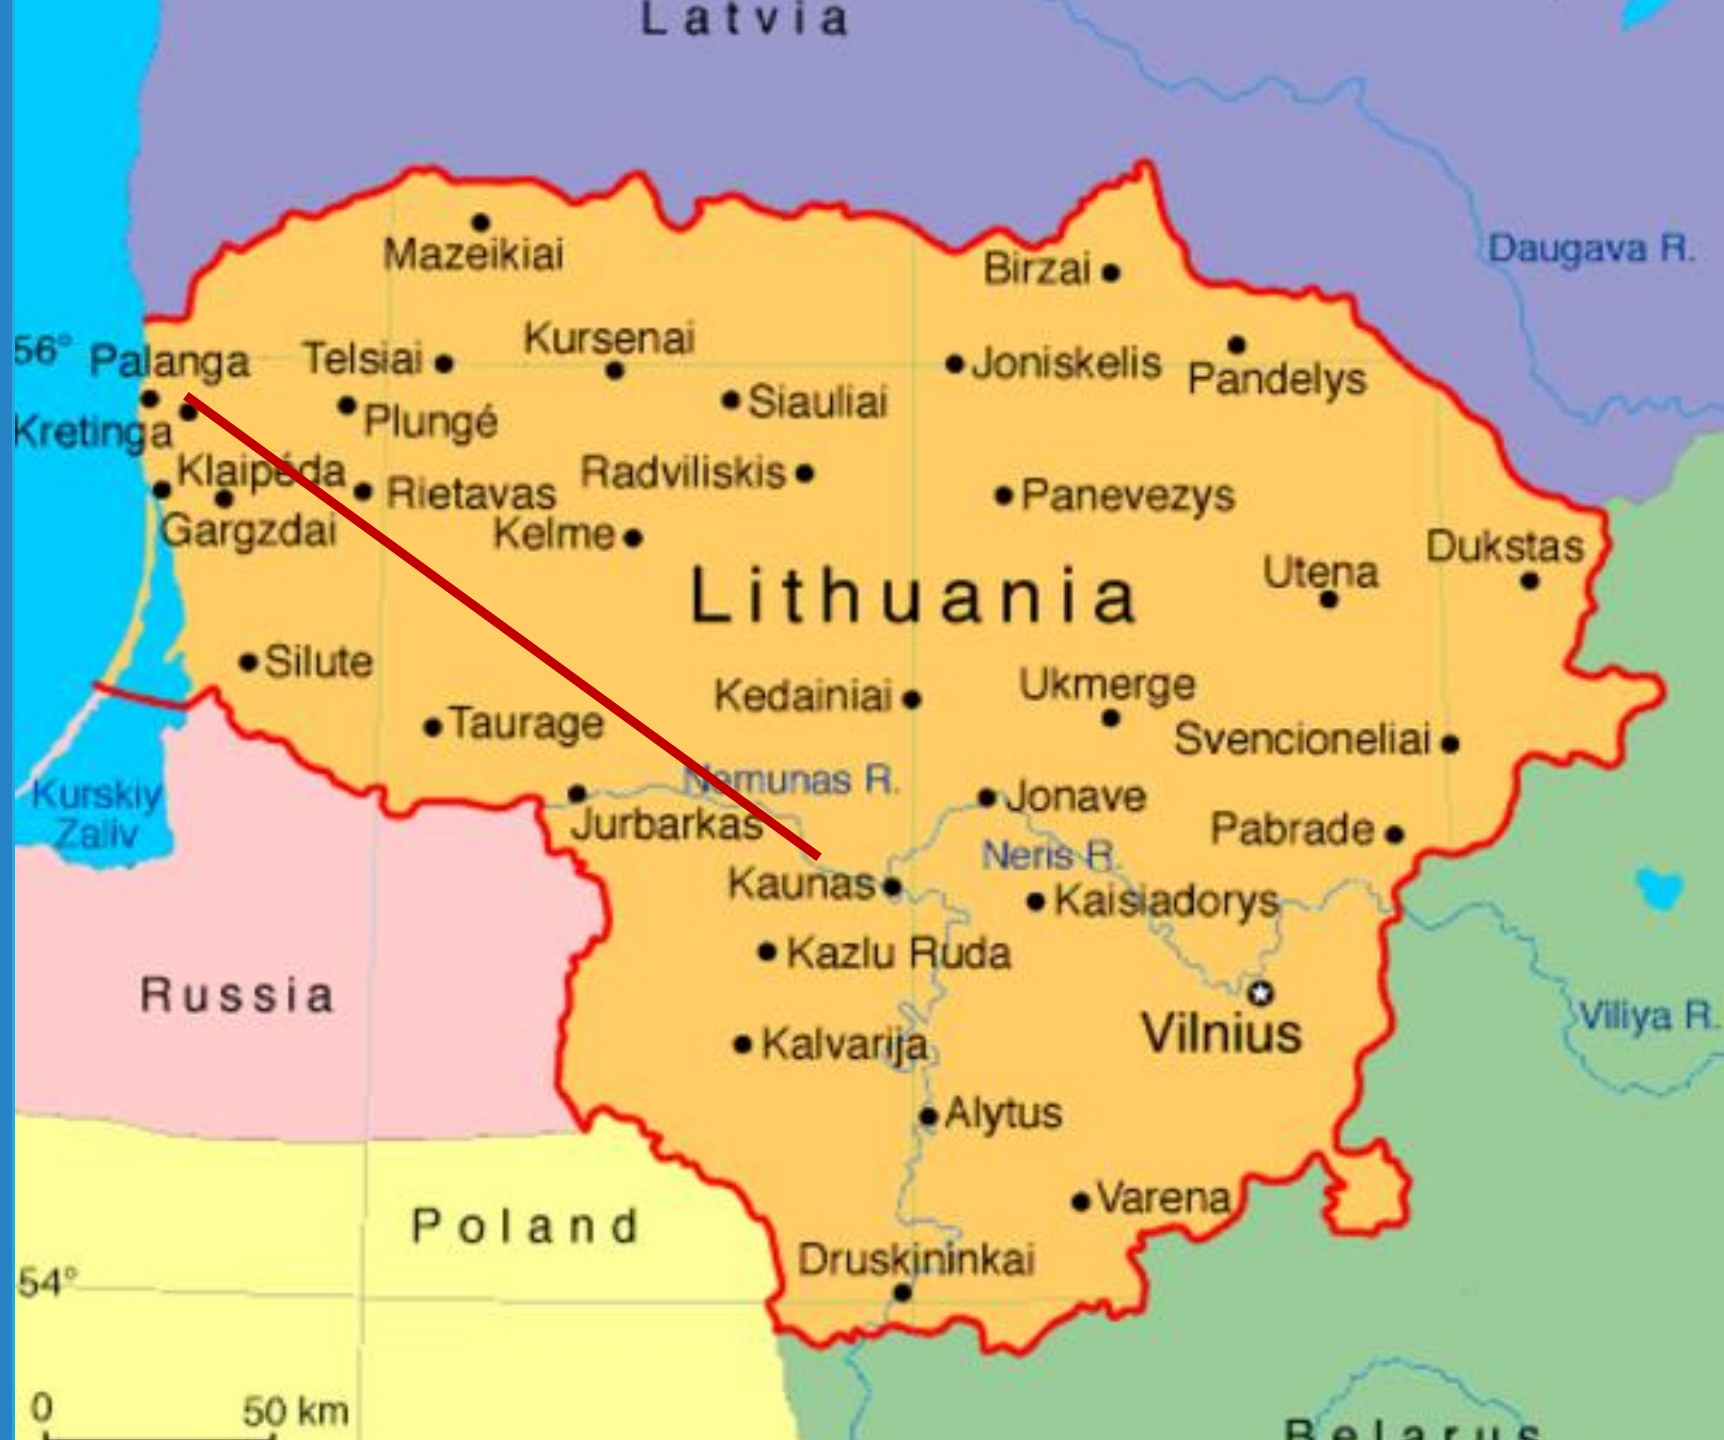 Latvia
Daugava R.
Mazeikiai
Birzai
56°
Palanga
Telsiai
Kursenai
Joniskelis
Pandelys
Siauliai
Plungé
Kretinga
Klaipéda
Rietavas
Radviliskis
Panevezys
Gargzdai
Kelme
Dukstas
Utena
Lithuania
Silute
Kedainiai
Ukmerge
Taurage
Svencioneliai
Nemunas R.
Kurskiy
Zaliv
Jonave
Jurbarkas
Pabrade
Neris R.
Kaunas
Kaisiadorys
Kazlu Ruda
Russia
Viliya R.
Vilnius
Kalvarija
Alytus
Varena
Poland
Druskininkai
54°
0 50 km
Belarus